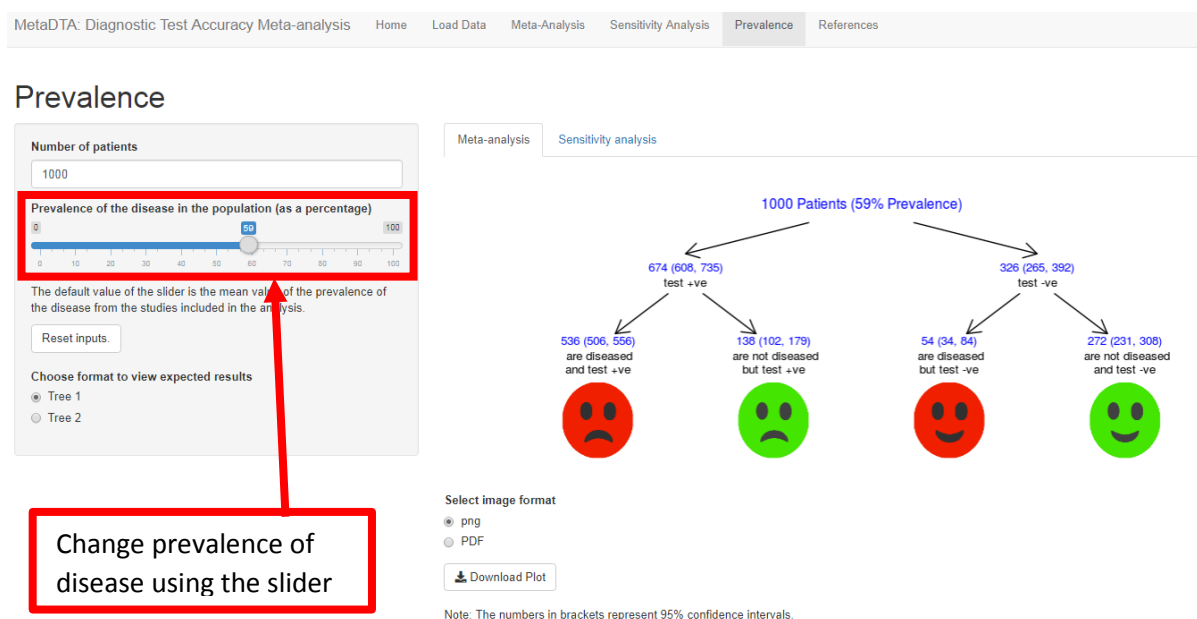 MetaDTA: Diagnostic Test Accuracy Meta-analysis Home Load Data Meta-Analysis Sensitivity Analysis Prevalence References
Prevalence
Number of patients
1000
Prevalence of the disease in the population (as a percentage)
0 59 100
0 10 20 30 40 50 60 70 80 90 100
The default value of the slider is the mean value of the prevalence of
the disease from the studies included in the analysis.
Reset inputs.
Choose format to view expected results
Tree 1
Tree 2
Change prevalence of
disease using the slider
Meta-analysis Sensitivity analysis
1000 Patients (59% Prevalence)
674 (608, 735)
test +ve
326 (265, 392)
test -ve
536 (506, 556)
are diseased
and test +ve
138 (102, 179)
are not diseased
but test +ve
54 (34, 84)
are diseased
but test -ve
272 (231, 308)
are not diseased
and test -ve
Select image format
png
PDF
Download Plot
Note: The numbers in brackets represent 95% confidence intervals.